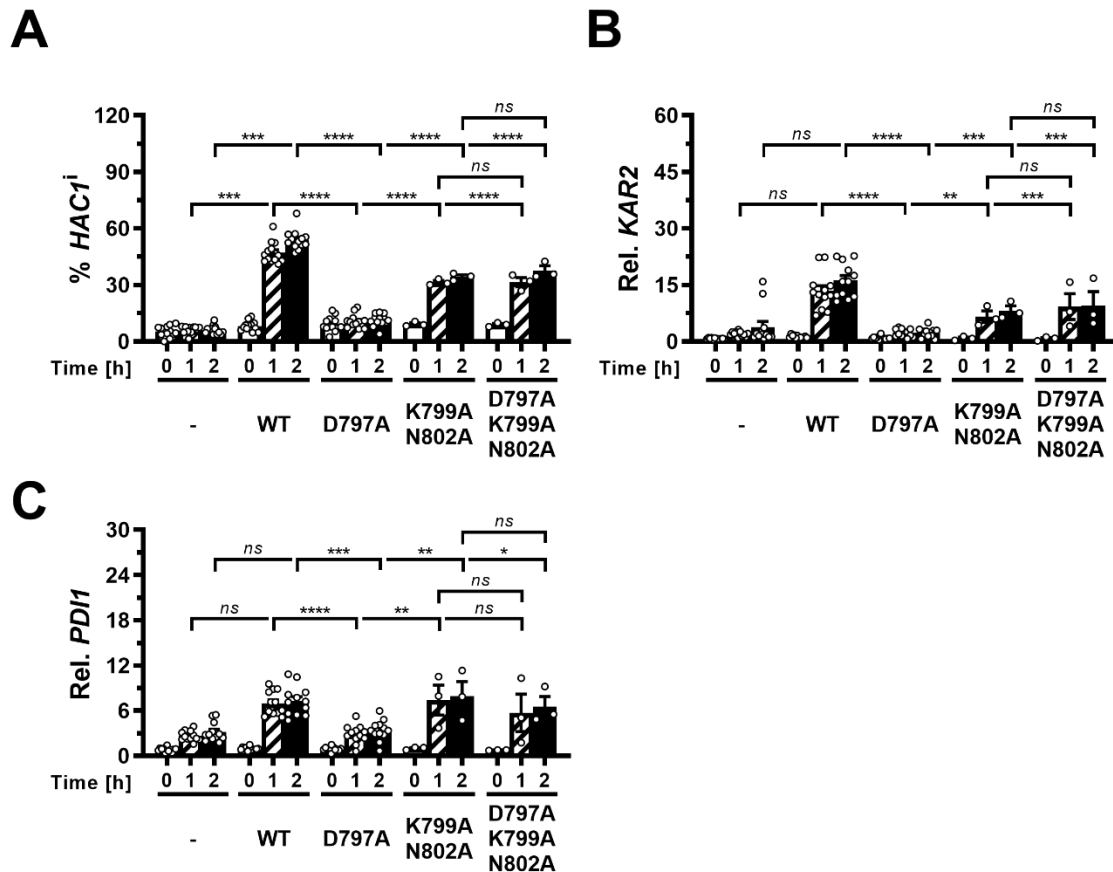 A
B
% HAC1ⁱ
120
90
60
30
0
ns
*** **** **** ****
ns
*** **** **** ****
Time [h] 0 1 2 0 1 2 0 1 2 0 1 2 0 1 2
- WT D797A K799A N802A D797A K799A N802A
Rel. KAR2
60
45
30
15
0
ns
ns **** *** ***
ns
ns **** ** ***
Time [h] 0 1 2 0 1 2 0 1 2 0 1 2 0 1 2
- WT D797A K799A N802A D797A K799A N802A
C
Rel. PDI1
30
24
18
12
6
0
ns
ns *** ** *
ns
ns **** ** ns
Time [h] 0 1 2 0 1 2 0 1 2 0 1 2 0 1 2
- WT D797A K799A N802A D797A K799A N802A